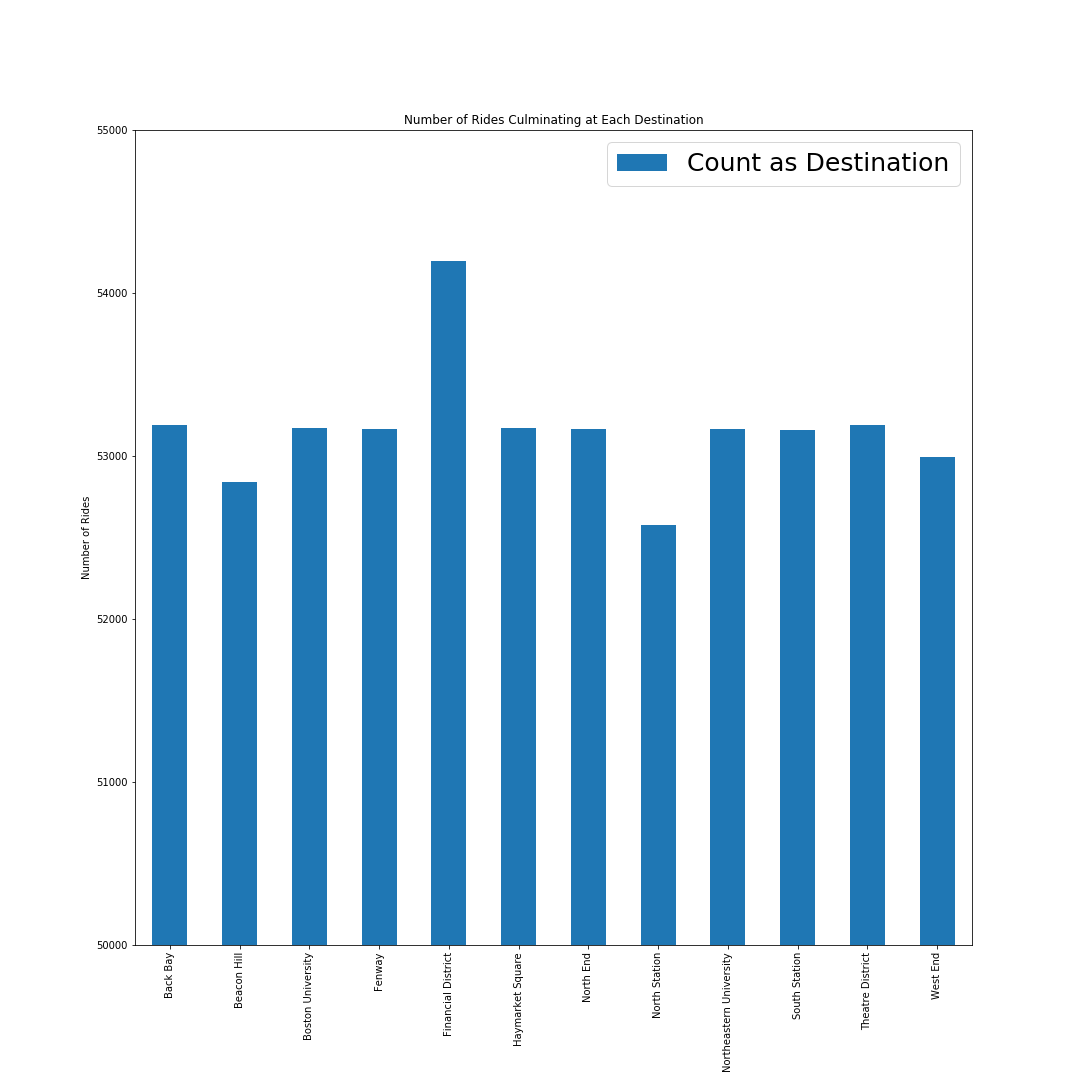 Number of Rides Culminating at Each Destination
Count as Destination
Number of Rides
55000
54000
53000
52000
51000
50000
Back Bay
Beacon Hill
Boston University
Fenway
Financial District
Haymarket Square
North End
North Station
Northeastern University
South Station
Theatre District
West End